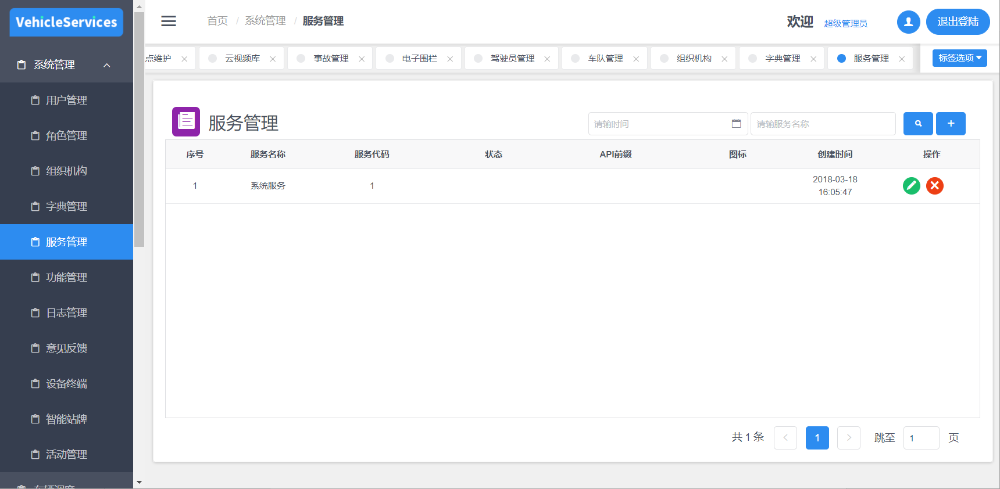 VehicleServices
系统管理
用户管理
角色管理
组织机构
字典管理
服务管理
功能管理
日志管理
意见反馈
设备终端
智能站牌
活动管理
首页 / 系统管理 / 服务管理
欢迎 超级管理员 退出登陆
点维护 云视频库 事故管理 电子围栏 驾驶员管理 车队管理 组织机构 字典管理 服务管理 标签选项
服务管理
请输时间 请输服务名称
序号 服务名称 服务代码 状态 API前缀 图标 创建时间 操作
1 系统服务 1 2018-03-18
16:05:47
共 1 条 1 跳至 1 页